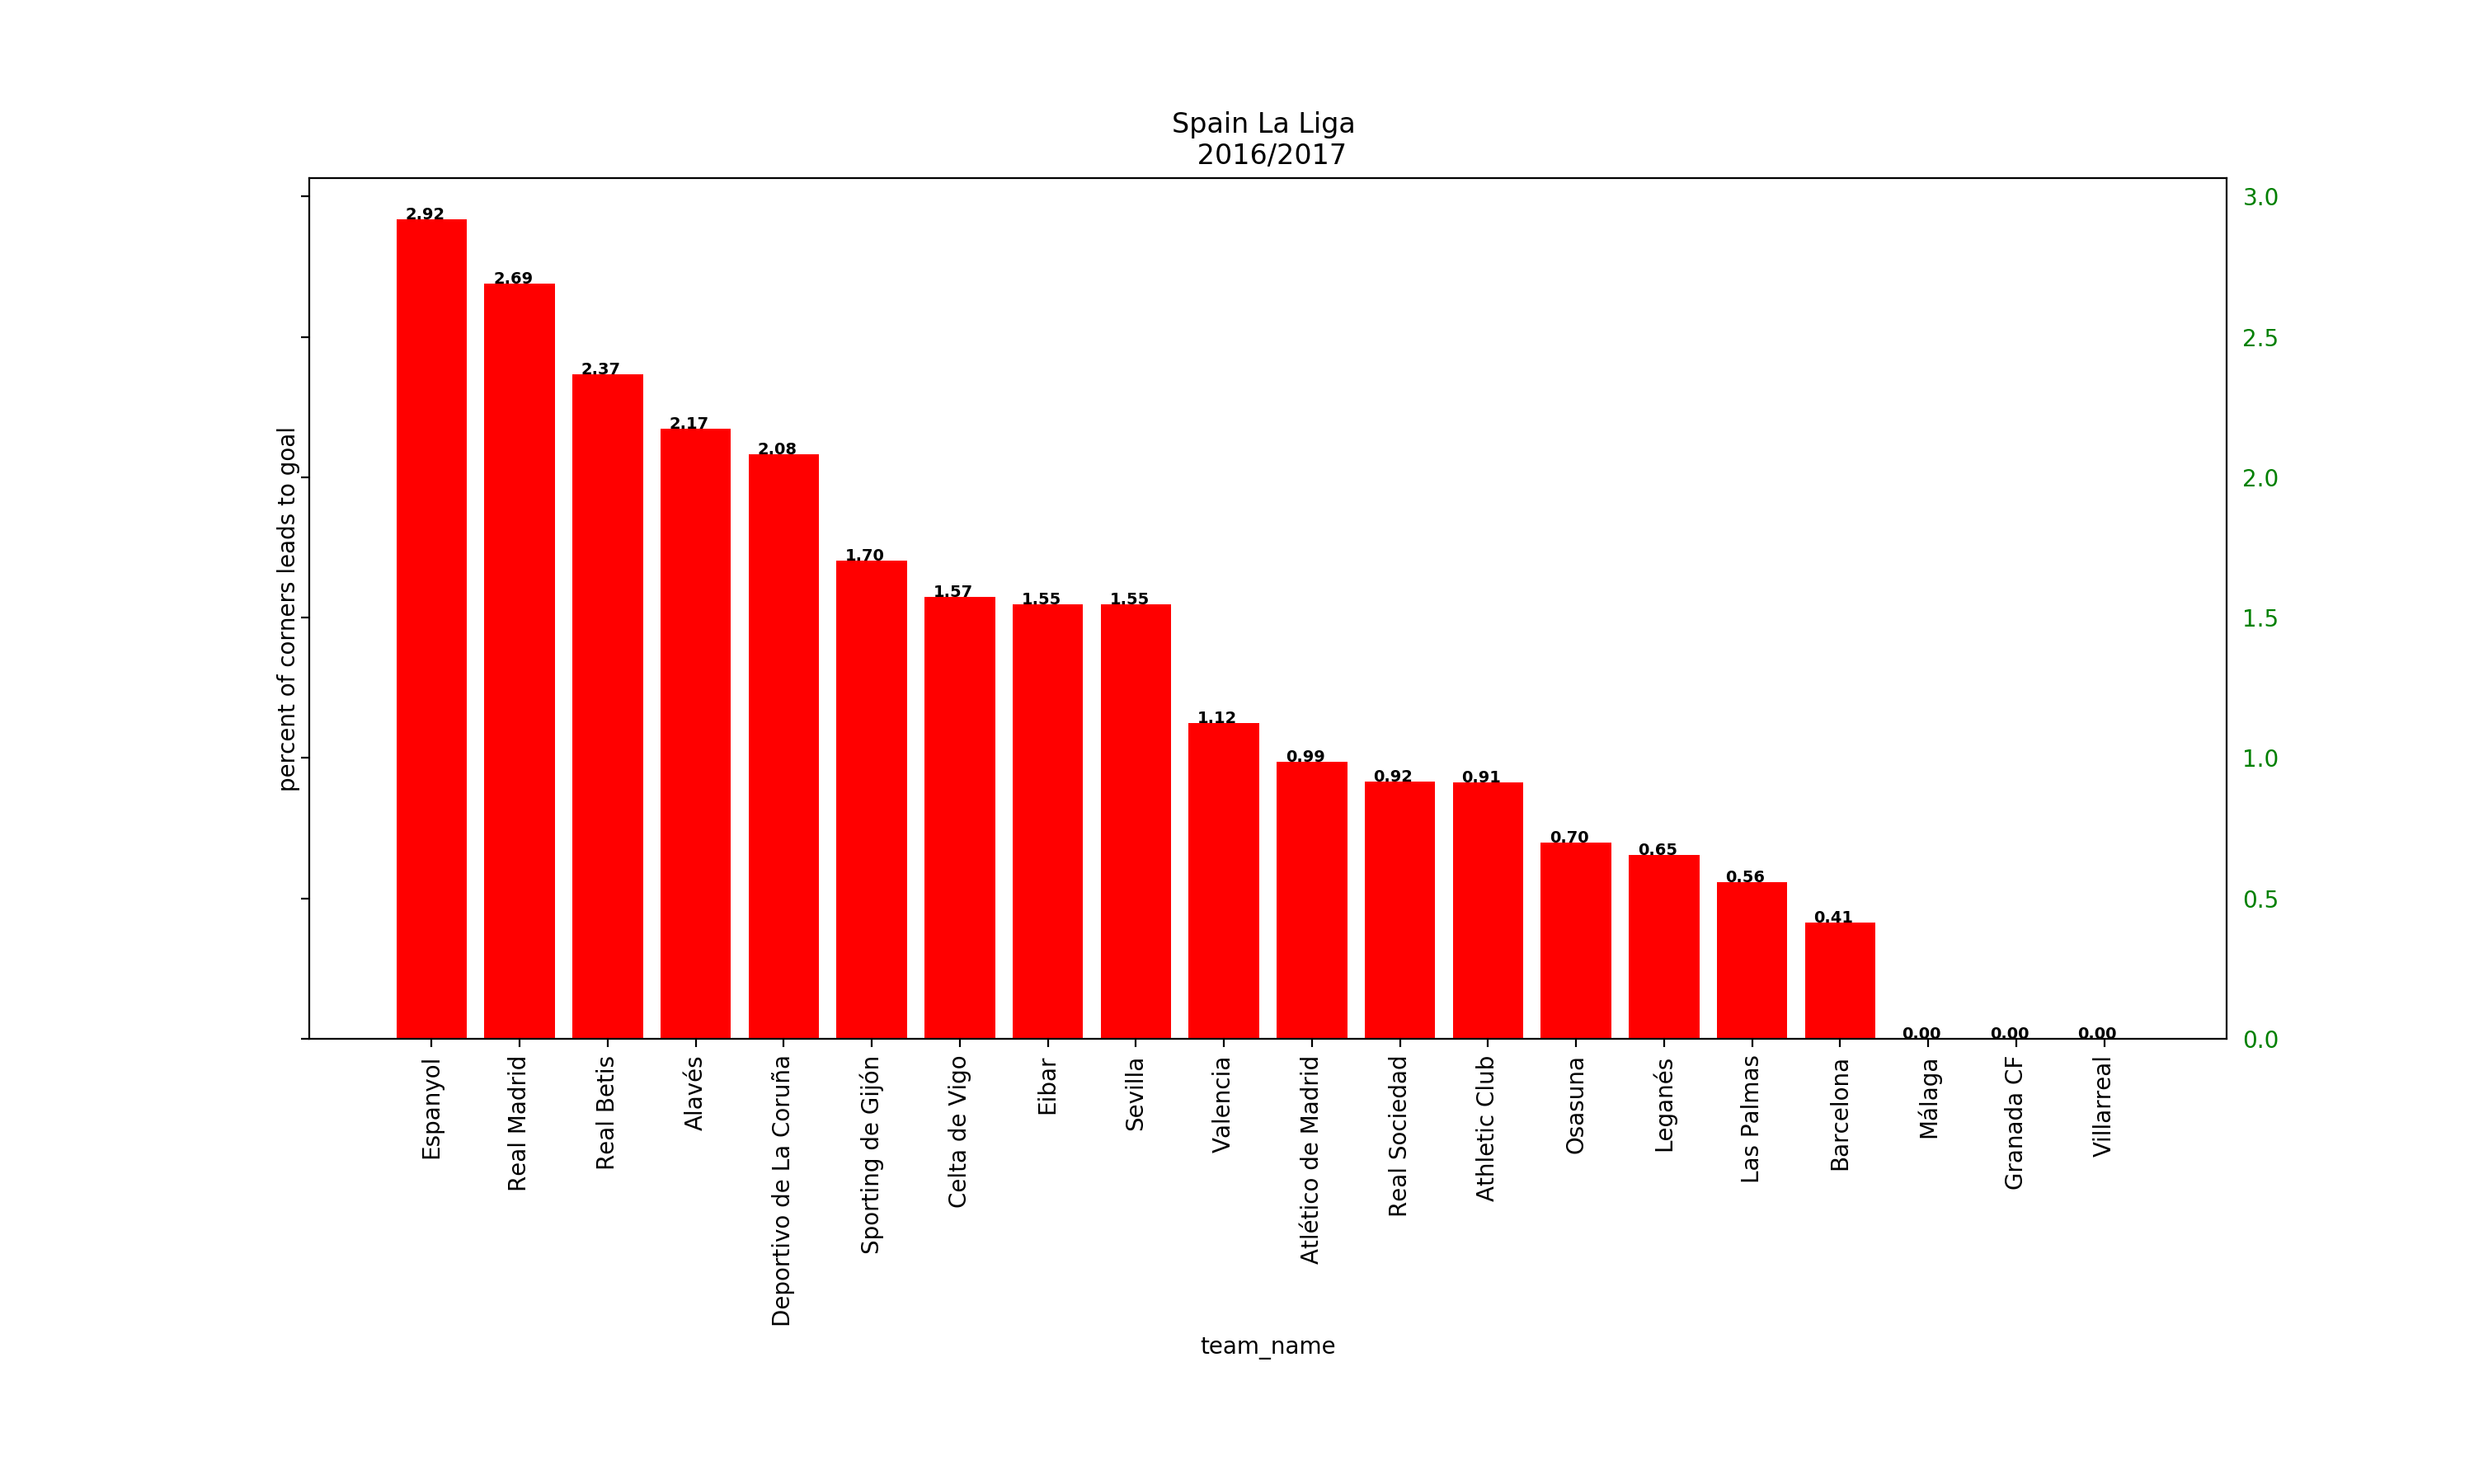 Spain La Liga
2016/2017
percent of corners leads to goal
3.0
2.5
2.0
1.5
1.0
0.5
0.0
2.92
2.69
2.37
2.17
2.08
1.70
1.57
1.55
1.55
1.12
0.99
0.92
0.91
0.70
0.65
0.56
0.41
0.00
0.00
0.00
Espanyol
Real Madrid
Real Betis
Alavés
Deportivo de La Coruña
Sporting de Gijón
Celta de Vigo
Eibar
Sevilla
Valencia
Atlético de Madrid
Real Sociedad
Athletic Club
Osasuna
Leganés
Las Palmas
Barcelona
Málaga
Granada CF
Villarreal
team_name